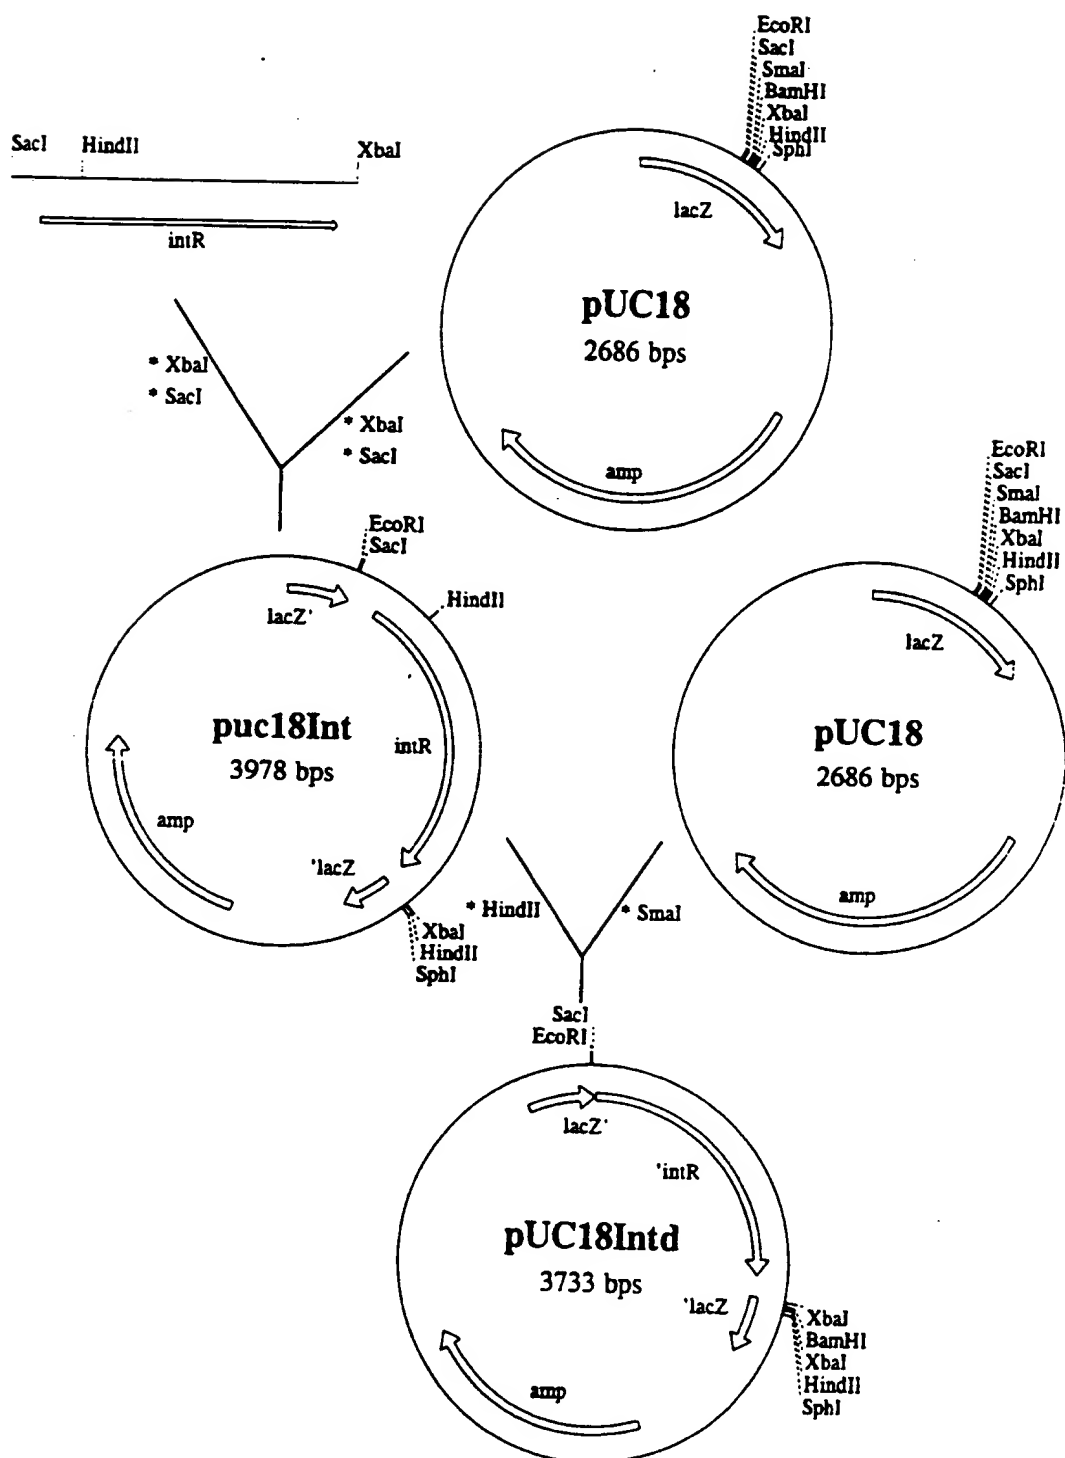 EcoRI
SacI
SmaI
BamHI
XbaI
HindII
SphI
SacI
HindII
XbaI
intR
lacZ
pUC18
2686 bps
amp
* XbaI
* SacI
* XbaI
* SacI
EcoRI
SacI
HindII
lacZ'
puc18Int
3978 bps
intR
amp
'lacZ
XbaI
HindII
SphI
EcoRI
SacI
SmaI
BamHI
XbaI
HindII
SphI
lacZ
pUC18
2686 bps
amp
* HindII
* SmaI
SacI
EcoRI
lacZ'
'intR
pUC18Intd
3733 bps
'lacZ
amp
XbaI
BamHI
XbaI
HindII
SphI